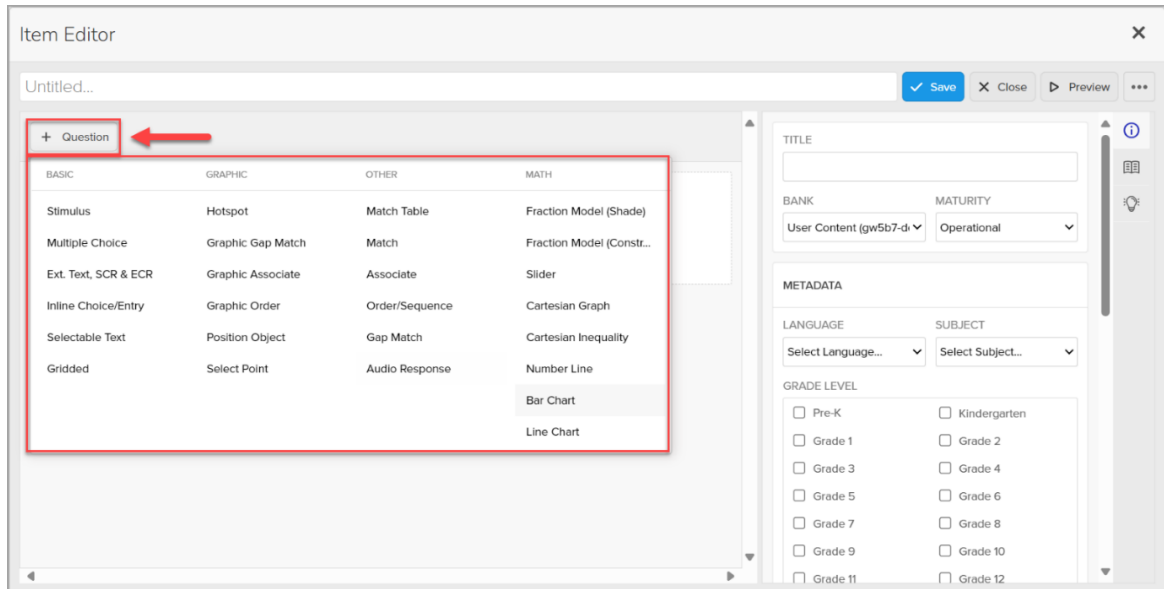 Item Editor
Untitled...
Save
Close
Preview
+ Question
BASIC GRAPHIC OTHER MATH
Stimulus Hotspot Match Table Fraction Model (Shade)
Multiple Choice Graphic Gap Match Match Fraction Model (Constr...
Ext. Text, SCR & ECR Graphic Associate Associate Slider
Inline Choice/Entry Graphic Order Order/Sequence Cartesian Graph
Selectable Text Position Object Gap Match Cartesian Inequality
Gridded Select Point Audio Response Number Line
Bar Chart
Line Chart
TITLE
BANK MATURITY
User Content (gw5b7-d Operational
METADATA
LANGUAGE SUBJECT
Select Language... Select Subject...
GRADE LEVEL
Pre-K Kindergarten
Grade 1 Grade 2
Grade 3 Grade 4
Grade 5 Grade 6
Grade 7 Grade 8
Grade 9 Grade 10
Grade 11 Grade 12